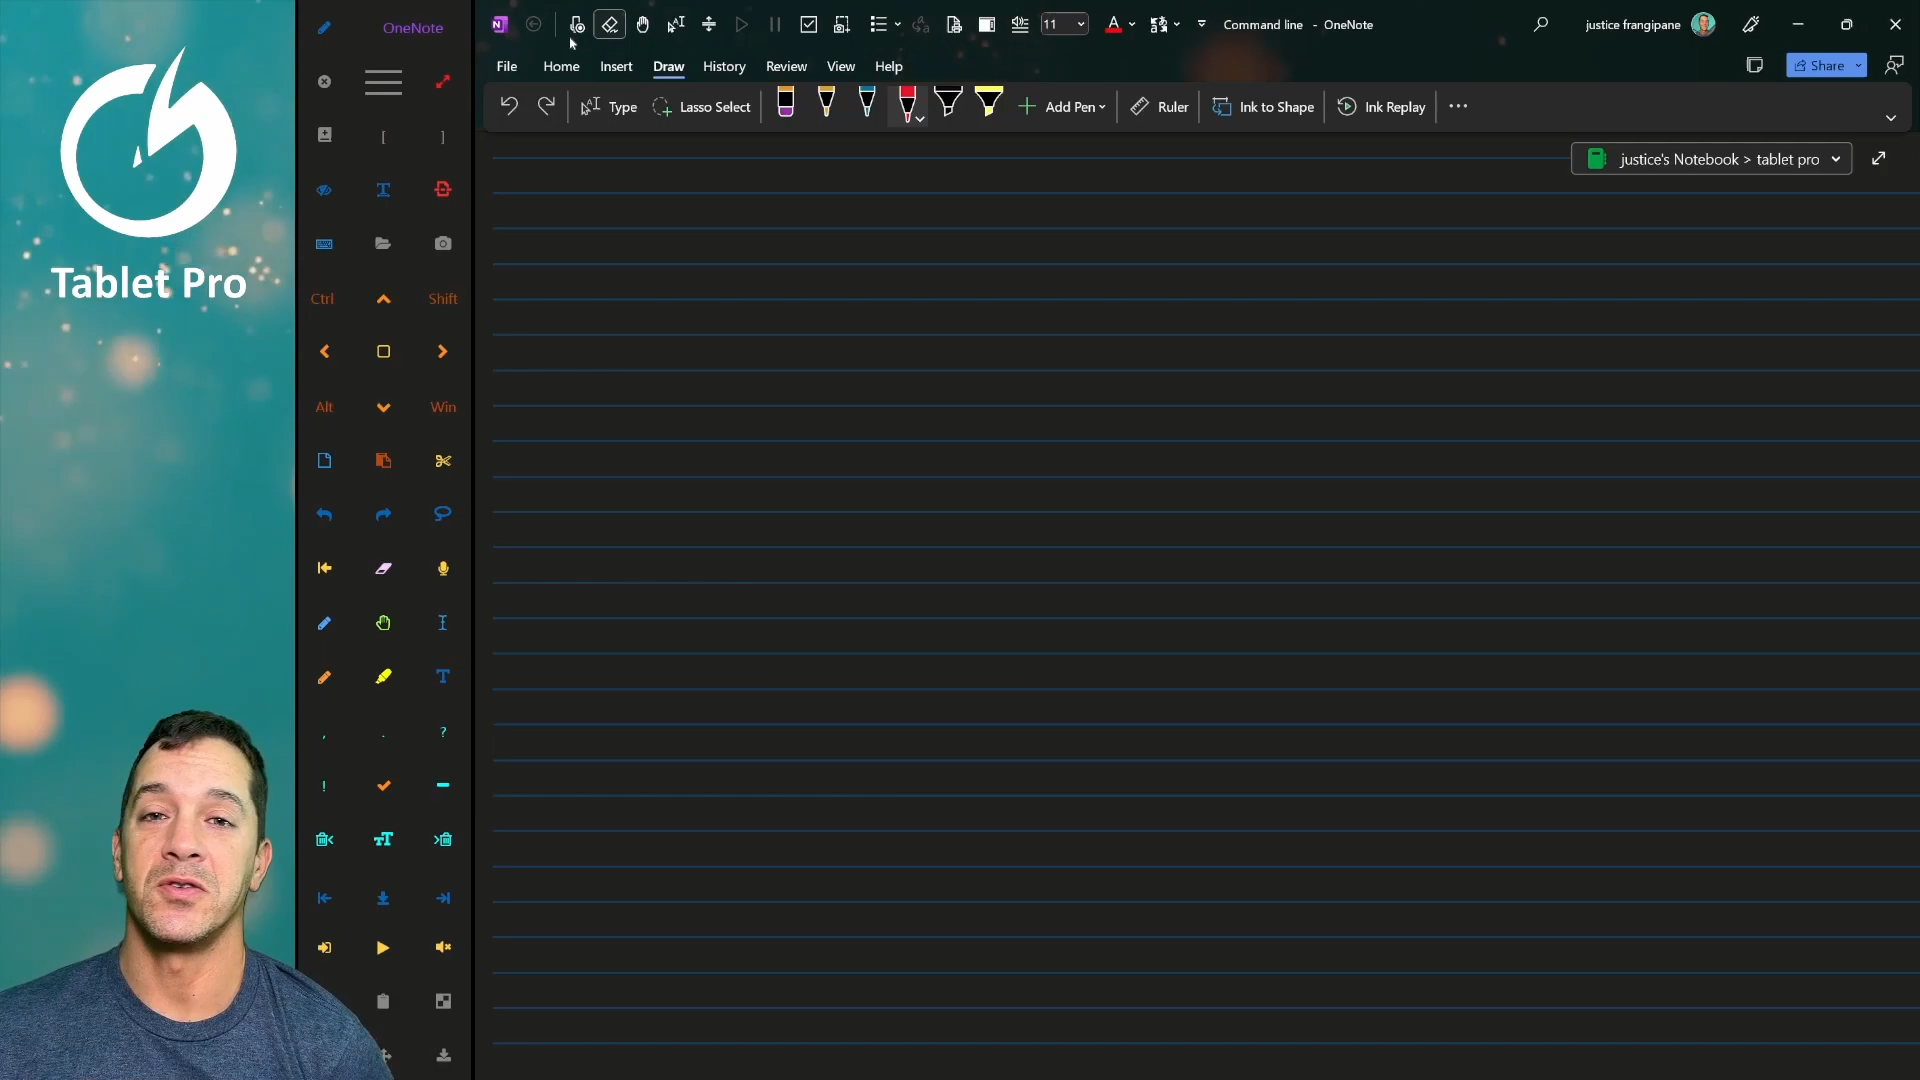 OneNote
11
Command line - OneNote
justice frangipane
File Home Insert Draw History Review View Help
Share
Type Lasso Select Add Pen Ruler Ink to Shape Ink Replay
justice's Notebook > tablet pro
Tablet Pro
[ ]
Ctrl Shift
Alt Win
, . ?
!